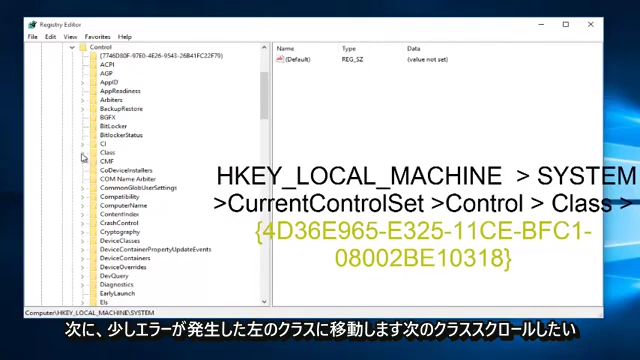 Registry Editor
File Edit View Favorites Help
Control
{7746D80F-97E0-4E26-9543-26B41FC22F79}
ACPI
AGP
AppID
AppReadiness
Arbiters
BackupRestore
BGFX
BitLocker
BitlockerStatus
CI
Class
CMF
CoDeviceInstallers
COM Name Arbiter
CommonGlobUserSettings
Compatibility
ComputerName
ContentIndex
CrashControl
Cryptography
DeviceClasses
DeviceContainerPropertyUpdateEvents
DeviceContainers
DeviceOverrides
DevQuery
Diagnostics
EarlyLaunch
Els
Name Type Data
(Default) REG_SZ (value not set)
HKEY_LOCAL_MACHINE > SYSTEM
>CurrentControlSet >Control > Class >
{4D36E965-E325-11CE-BFC1-
08002BE10318}
Computer\HKEY_LOCAL_MACHINE\SYSTEM
次に、少しエラーが発生した左のクラスに移動します次のクラススクロールしたい